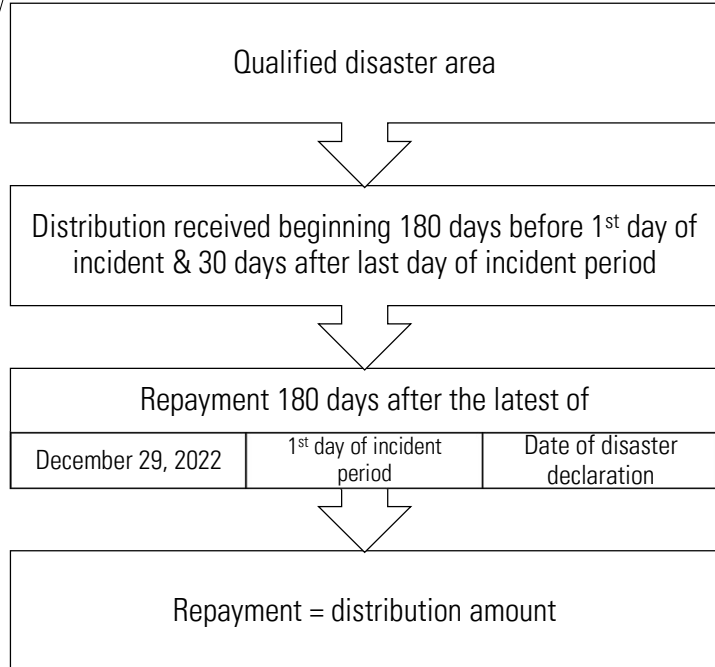 Qualified disaster area
Distribution received beginning 180 days before 1st day of
incident & 30 days after last day of incident period
Repayment 180 days after the latest of
December 29, 2022
1st day of incident
period
Date of disaster
declaration
Repayment = distribution amount